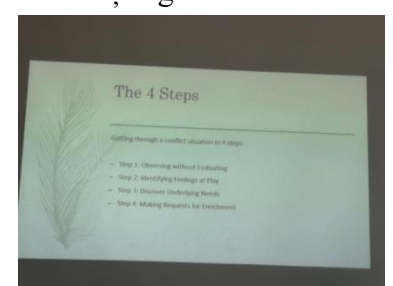 The 4 Steps
Getting through a conflict situation in 4 steps:
– Step 1: Observing without Evaluating
– Step 2: Identifying Feelings at Play
– Step 3: Discover Underlying Needs
– Step 4: Making Requests for Enrichment